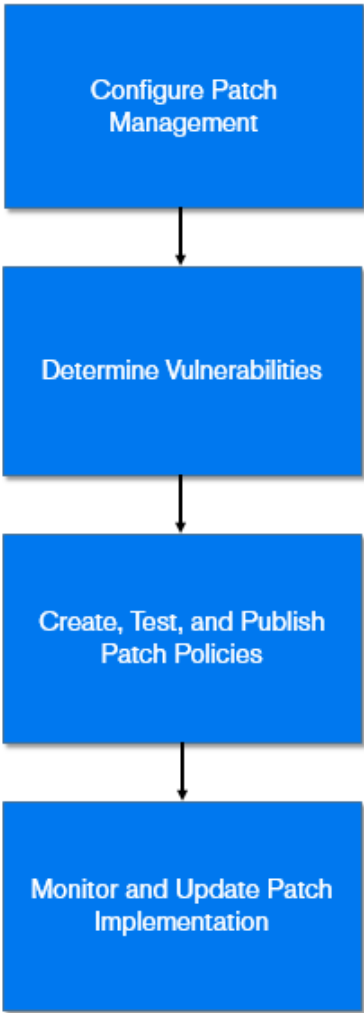 Configure Patch
Management
Determine Vulnerabilities
Create, Test, and Publish
Patch Policies
Monitor and Update Patch
Implementation